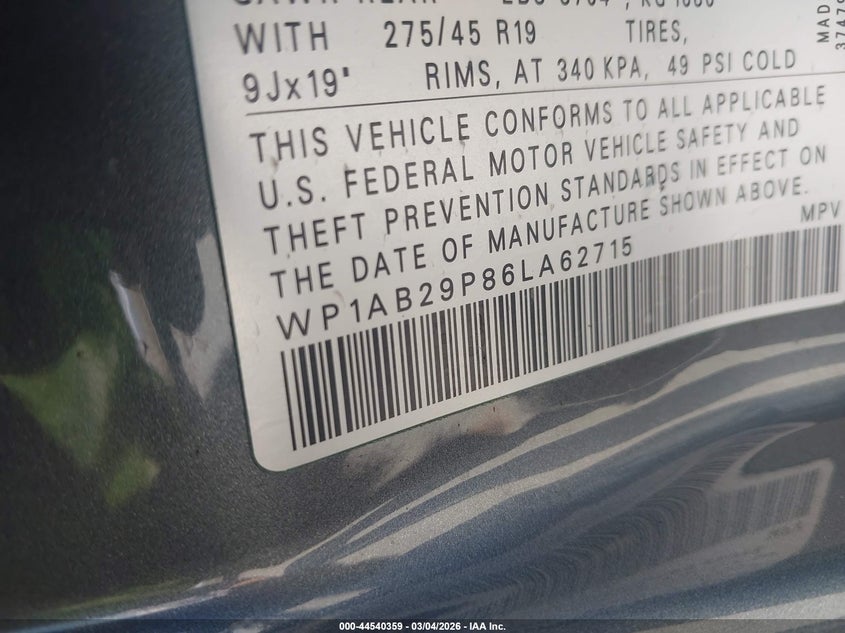 WITH 275/45 R19 TIRES,
9Jx19" RIMS, AT 340 KPA, 49 PSI COLD
THIS VEHICLE CONFORMS TO ALL APPLICABLE
U.S. FEDERAL MOTOR VEHICLE SAFETY AND
THEFT PREVENTION STANDARDS IN EFFECT ON
THE DATE OF MANUFACTURE SHOWN ABOVE.
WP1AB29P86LA62715 MPV
MAD
000-44540359 - 03/04/2026 - IAA Inc.